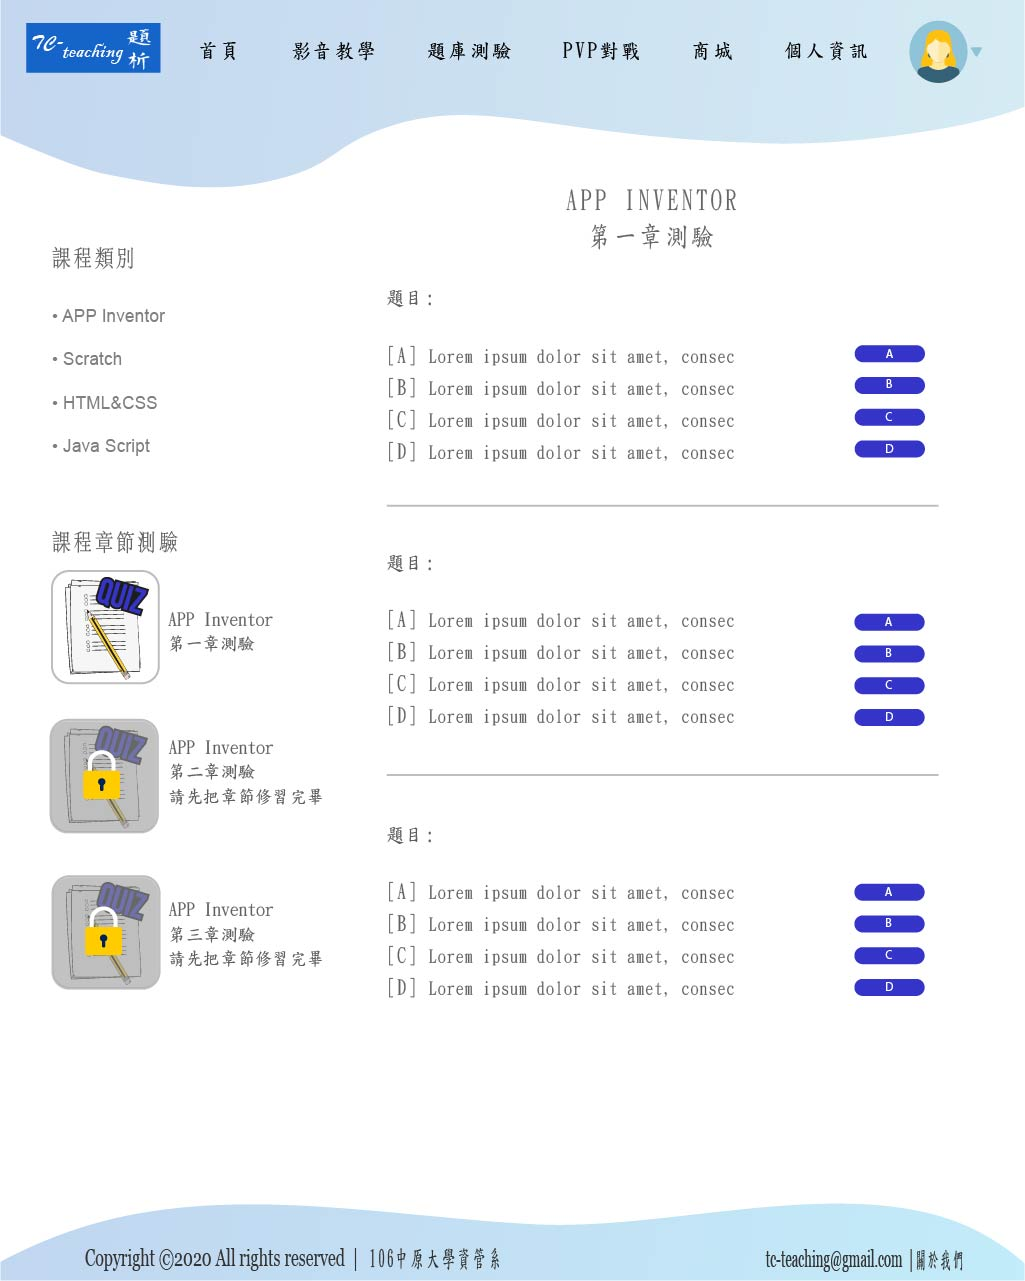 TC-teaching 題析
首頁 影音教學 題庫測驗 PVP對戰 商城 個人資訊
APP INVENTOR
第一章測驗
課程類別
• APP Inventor
• Scratch
• HTML&CSS
• Java Script
課程章節測驗
QUIZ
APP Inventor
第一章測驗
QUIZ
APP Inventor
第二章測驗
請先把章節修習完畢
QUIZ
APP Inventor
第三章測驗
請先把章節修習完畢
題目:
[A] Lorem ipsum dolor sit amet, consec A
[B] Lorem ipsum dolor sit amet, consec B
[C] Lorem ipsum dolor sit amet, consec C
[D] Lorem ipsum dolor sit amet, consec D
題目:
[A] Lorem ipsum dolor sit amet, consec A
[B] Lorem ipsum dolor sit amet, consec B
[C] Lorem ipsum dolor sit amet, consec C
[D] Lorem ipsum dolor sit amet, consec D
題目:
[A] Lorem ipsum dolor sit amet, consec A
[B] Lorem ipsum dolor sit amet, consec B
[C] Lorem ipsum dolor sit amet, consec C
[D] Lorem ipsum dolor sit amet, consec D
Copyright ©2020 All rights reserved | 106中原大學資管系 tc-teaching@gmail.com |關於我們